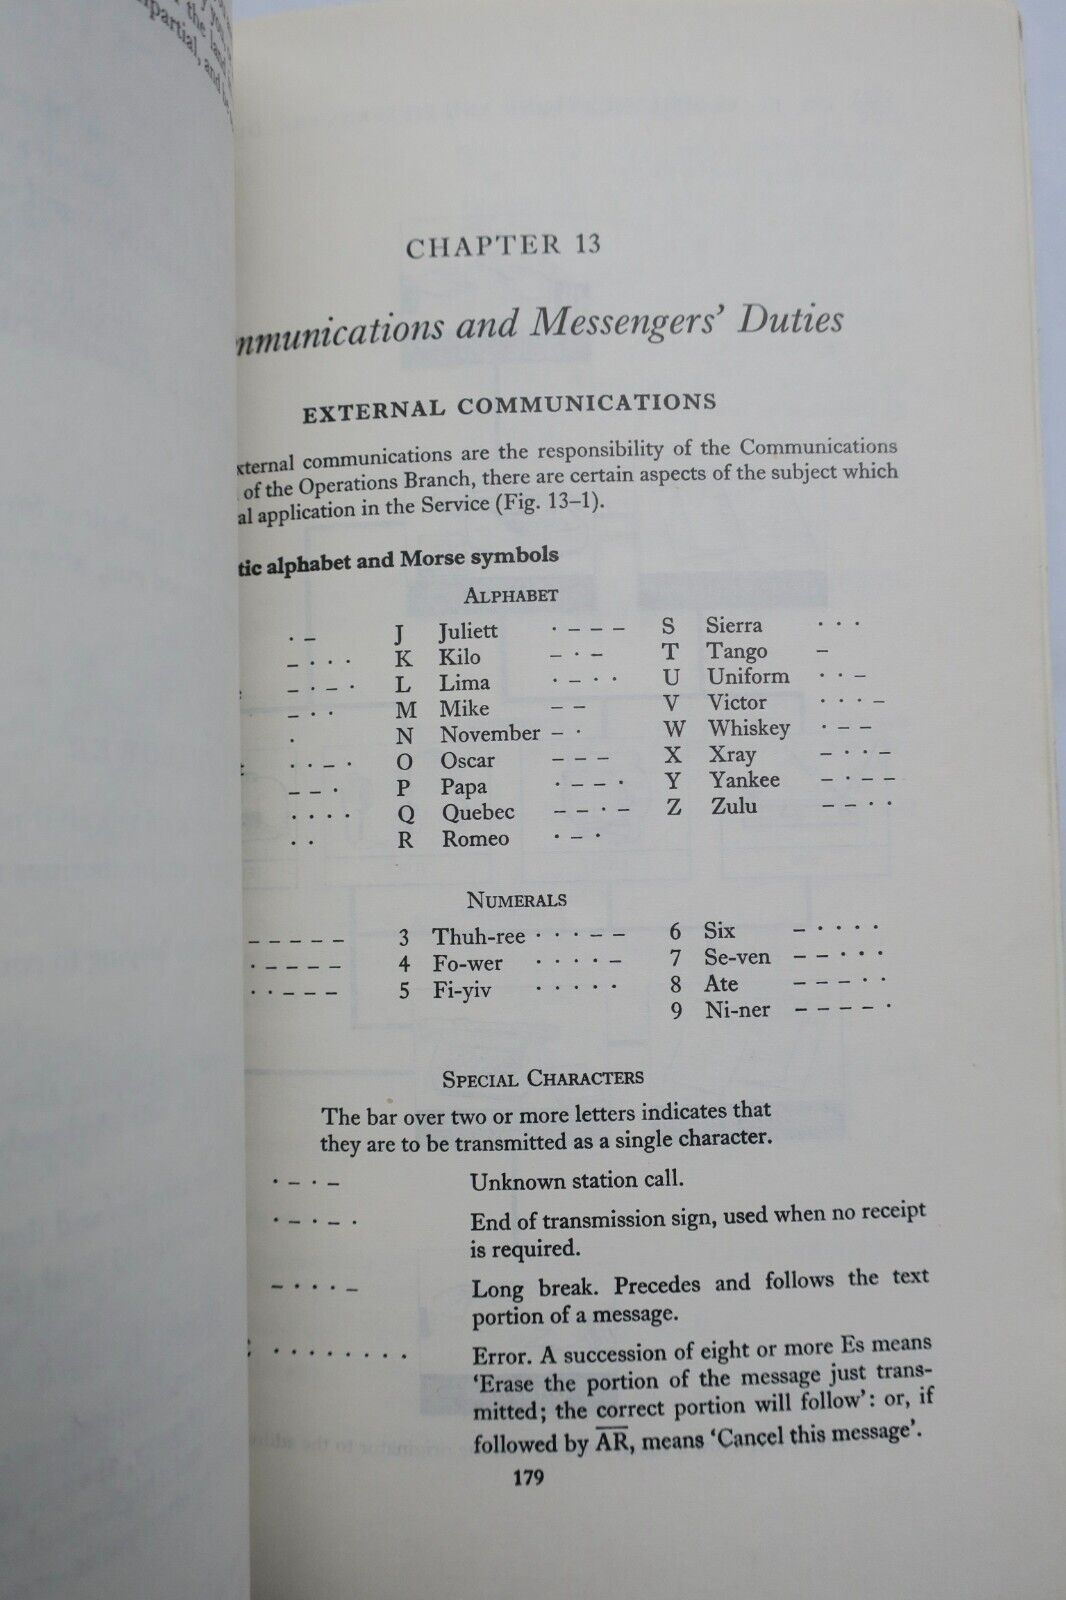 the land
partial, and be
CHAPTER 13
mmunications and Messengers' Duties
EXTERNAL COMMUNICATIONS
xternal communications are the responsibility of the Communications
of the Operations Branch, there are certain aspects of the subject which
al application in the Service (Fig. 13–1).
tic alphabet and Morse symbols
ALPHABET
· – J Juliett · – – – S Sierra · · ·
– · · · K Kilo – · – T Tango –
– · – · L Lima · – · · U Uniform · · –
– · · M Mike – – V Victor · · · –
· N November – · W Whiskey · – –
· · – · O Oscar – – – X Xray – · · –
– – · P Papa · – – · Y Yankee – · – –
· · · · Q Quebec – – · – Z Zulu – – · ·
· · R Romeo · – ·
NUMERALS
– – – – – 3 Thuh-ree · · · – – 6 Six – · · · ·
· – – – – 4 Fo-wer · · · · – 7 Se-ven – – · · ·
· · – – – 5 Fi-yiv · · · · · 8 Ate – – – · ·
9 Ni-ner – – – – ·
SPECIAL CHARACTERS
The bar over two or more letters indicates that
they are to be transmitted as a single character.
· – · – Unknown station call.
· – · – · End of transmission sign, used when no receipt
is required.
– · · · – Long break. Precedes and follows the text
portion of a message.
· · · · · · · · Error. A succession of eight or more Es means
'Erase the portion of the message just trans-
mitted; the correct portion will follow': or, if
followed by A̅R̅, means 'Cancel this message'.
179